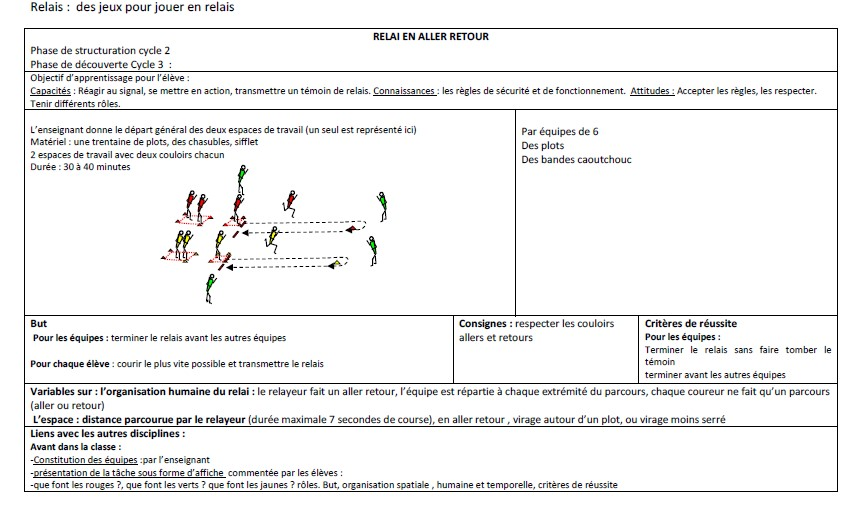 Relais :  des jeux pour jouer en relais
RELAI EN ALLER RETOUR
Phase de structuration cycle 2
Phase de découverte Cycle 3  :
Objectif d'apprentissage pour l'élève :
Capacités : Réagir au signal, se mettre en action, transmettre un témoin de relais. Connaissances : les règles de sécurité et de fonctionnement.  Attitudes : Accepter les règles, les respecter.
Tenir différents rôles.
L'enseignant donne le départ général des deux espaces de travail (un seul est représenté ici)
Matériel : une trentaine de plots, des chasubles, sifflet
2 espaces de travail avec deux couloirs chacun
Durée : 30 à 40 minutes
Par équipes de 6
Des plots
Des bandes caoutchouc
But
Pour les équipes : terminer le relais avant les autres équipes
Pour chaque élève : courir le plus vite possible et transmettre le relais
Consignes : respecter les couloirs
allers et retours
Critères de réussite
Pour les équipes :
Terminer le relais sans faire tomber le
témoin
terminer avant les autres équipes
Variables sur : l'organisation humaine du relai : le relayeur fait un aller retour, l'équipe est répartie à chaque extrémité du parcours, chaque coureur ne fait qu'un parcours
(aller ou retour)
L'espace : distance parcourue par le relayeur (durée maximale 7 secondes de course), en aller retour , virage autour d'un plot, ou virage moins serré
Liens avec les autres disciplines :
Avant dans la classe :
-Constitution des équipes :par l'enseignant
-présentation de la tâche sous forme d'affiche  commentée par les élèves :
-que font les rouges ?, que font les verts ? que font les jaunes ? rôles. But, organisation spatiale , humaine et temporelle, critères de réussite